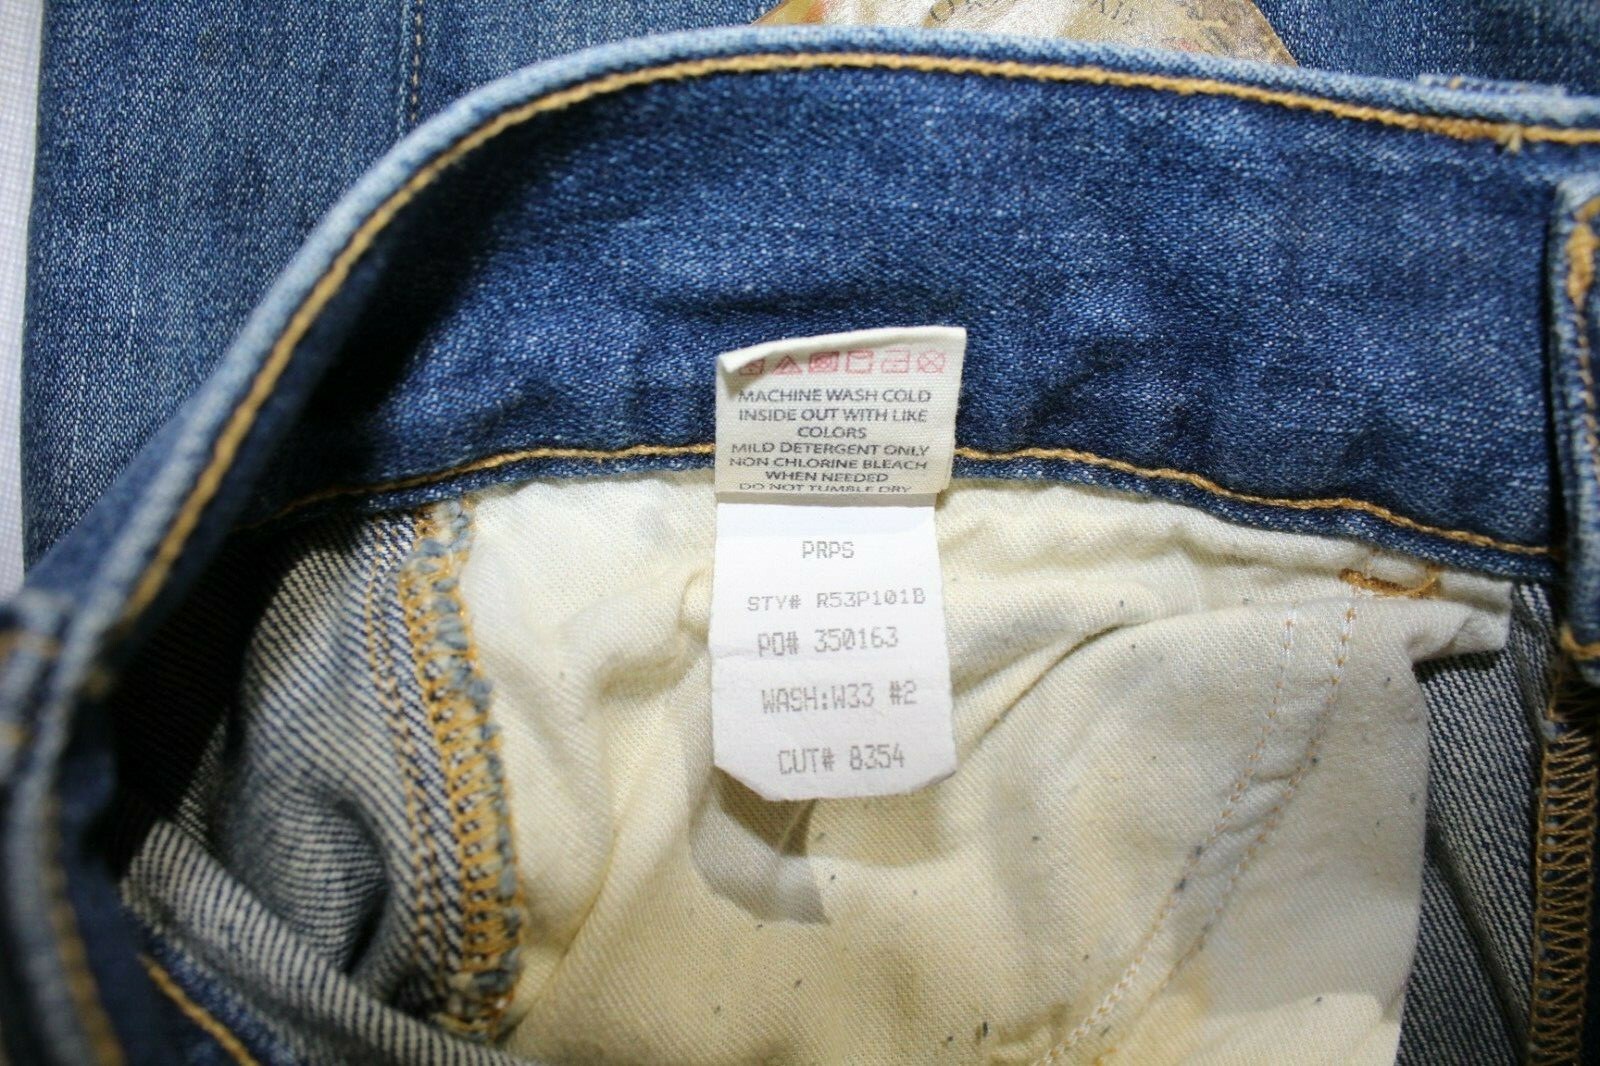 MACHINE WASH COLD
INSIDE OUT WITH LIKE
COLORS
MILD DETERGENT ONLY
NON CHLORINE BLEACH
WHEN NEEDED
DO NOT TUMBLE DRY
PRPS
STY# R53P101B
PO# 350163
WASH:W33 #2
CUT# 8354